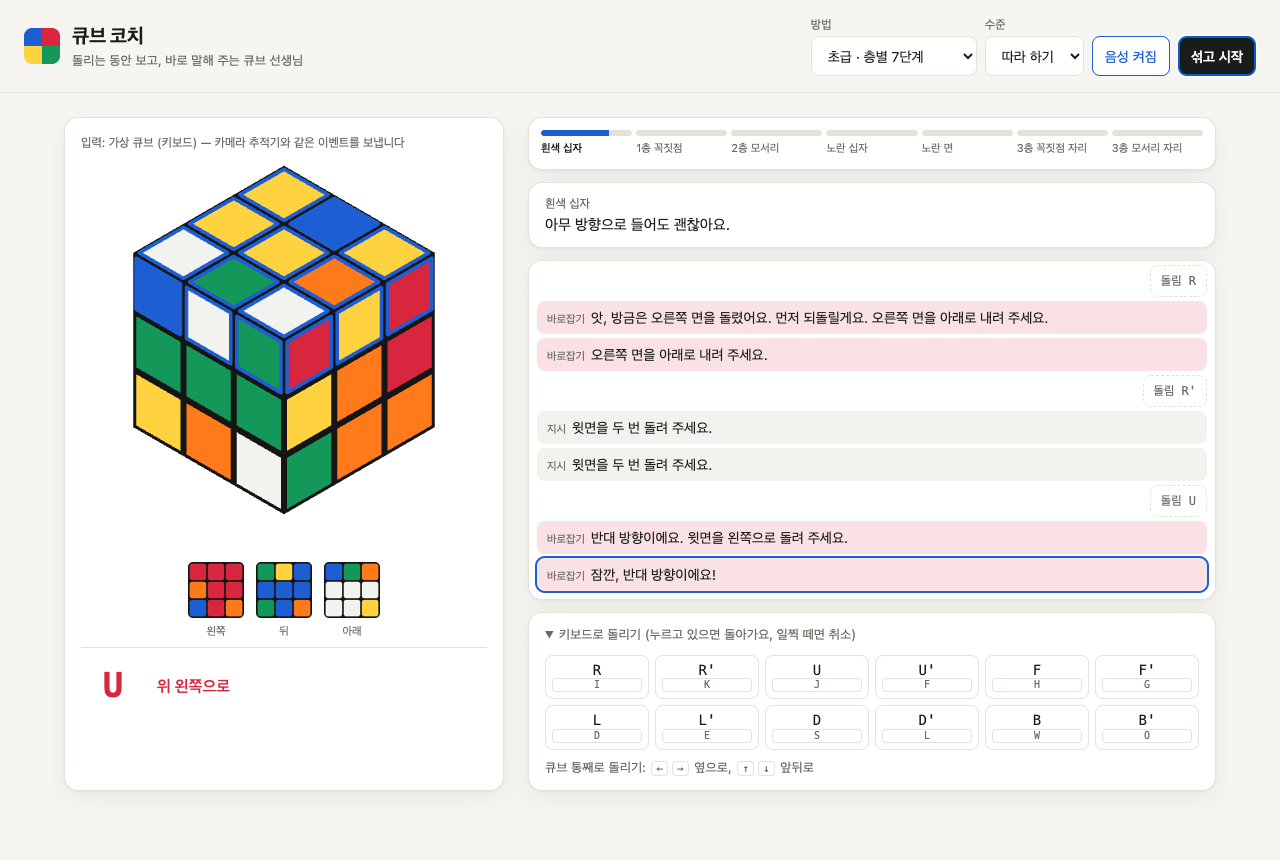 큐브 코치
돌리는 동안 보고, 바로 말해 주는 큐브 선생님
방법
초급 · 층별 7단계
수준
따라 하기
음성 켜짐
섞고 시작
입력: 가상 큐브 (키보드) — 카메라 추적기와 같은 이벤트를 보냅니다
왼쪽
뒤
아래
U
위 왼쪽으로
흰색 십자
1층 꼭짓점
2층 모서리
노란 십자
노란 면
3층 꼭짓점 자리
3층 모서리 자리
흰색 십자
아무 방향으로 들어도 괜찮아요.
돌림 R
바로잡기 앗, 방금은 오른쪽 면을 돌렸어요. 먼저 되돌릴게요. 오른쪽 면을 아래로 내려 주세요.
바로잡기 오른쪽 면을 아래로 내려 주세요.
돌림 R'
지시 윗면을 두 번 돌려 주세요.
지시 윗면을 두 번 돌려 주세요.
돌림 U
바로잡기 반대 방향이에요. 윗면을 왼쪽으로 돌려 주세요.
바로잡기 잠깐, 반대 방향이에요!
▼ 키보드로 돌리기 (누르고 있으면 돌아가요, 일찍 떼면 취소)
R R' U U' F F'
I K J F H G
L L' D D' B B'
D E S L W O
큐브 통째로 돌리기: ← → 옆으로, ↑ ↓ 앞뒤로